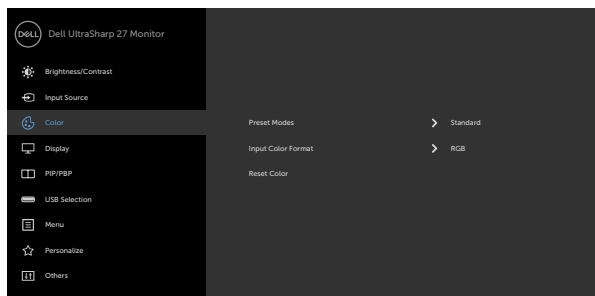 DELL Dell UltraSharp 27 Monitor
Brightness/Contrast
Input Source
Color Preset Modes Standard
Display Input Color Format RGB
PIP/PBP Reset Color
USB Selection
Menu
Personalize
Others